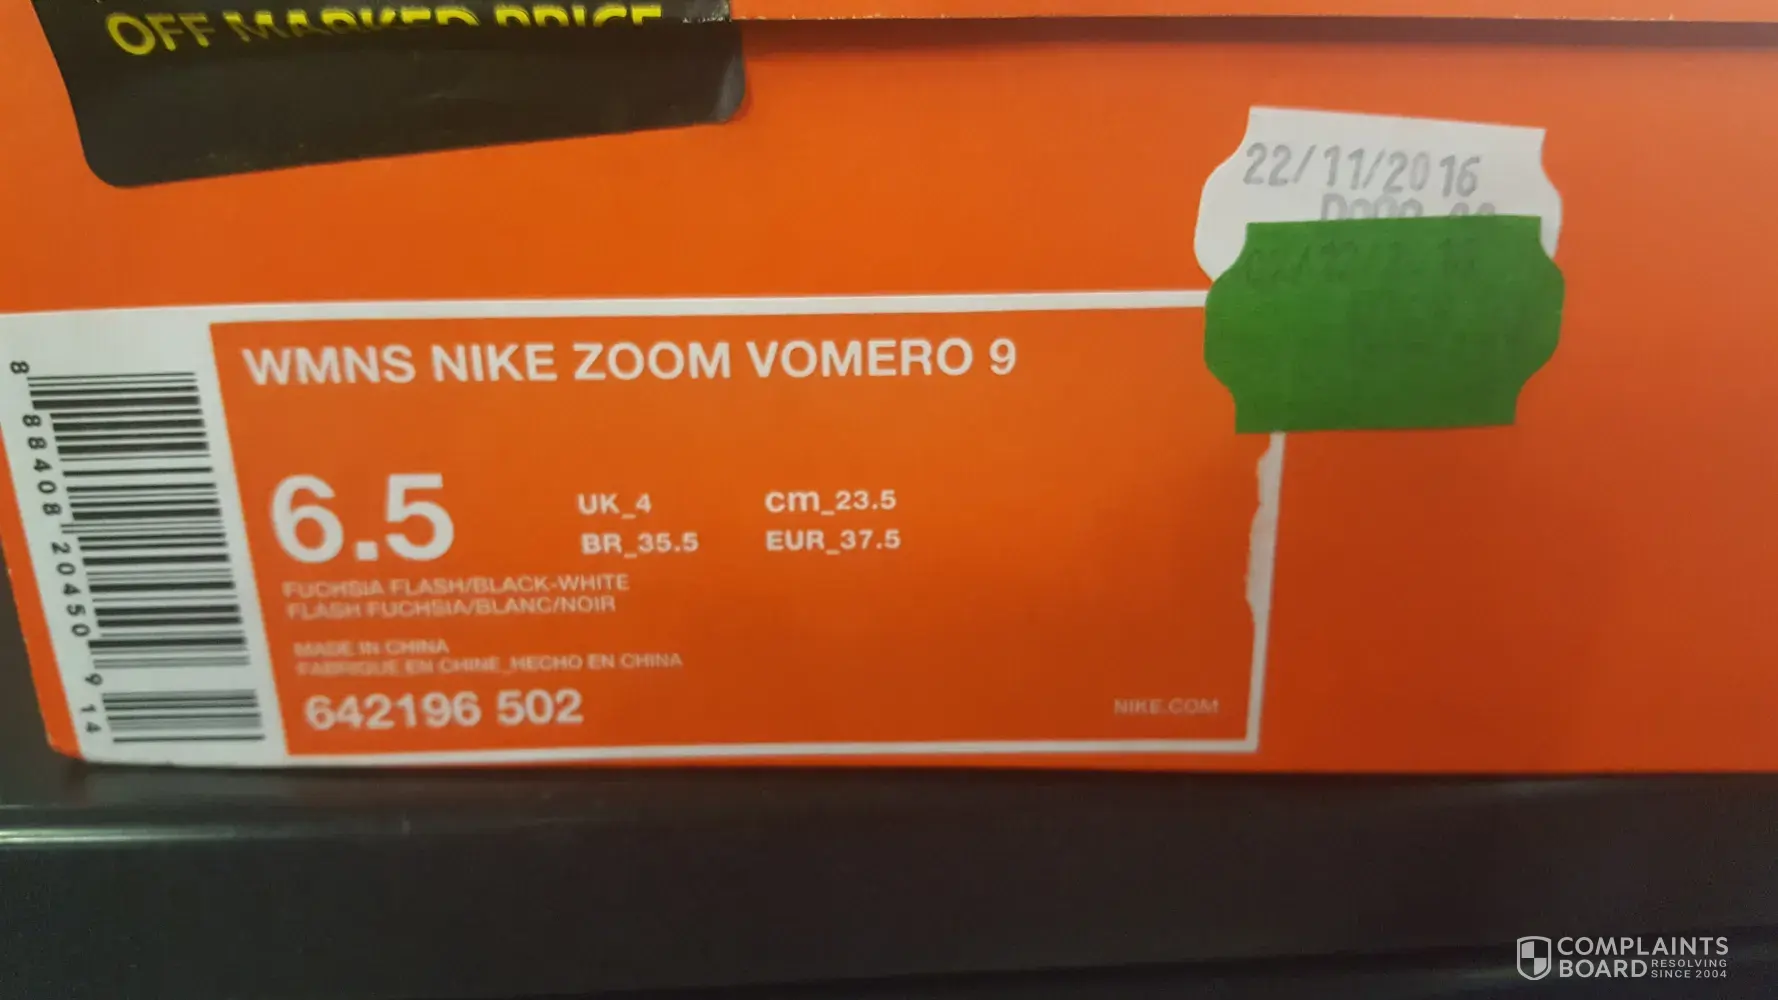 OFF MARKED PRICE
22/11/2016
WMNS NIKE ZOOM VOMERO 9
6.5
UK_4
cm_23.5
BR_35.5
EUR_37.5
FUCHSIA FLASH/BLACK-WHITE
FLASH FUCHSIA/BLANC/NOIR
MADE IN CHINA
FABRIQUE EN CHINE_HECHO EN CHINA
642196 502
NIKE.COM
8 88408 20450 9 14
COMPLAINTS
BOARD RESOLVING
SINCE 2004